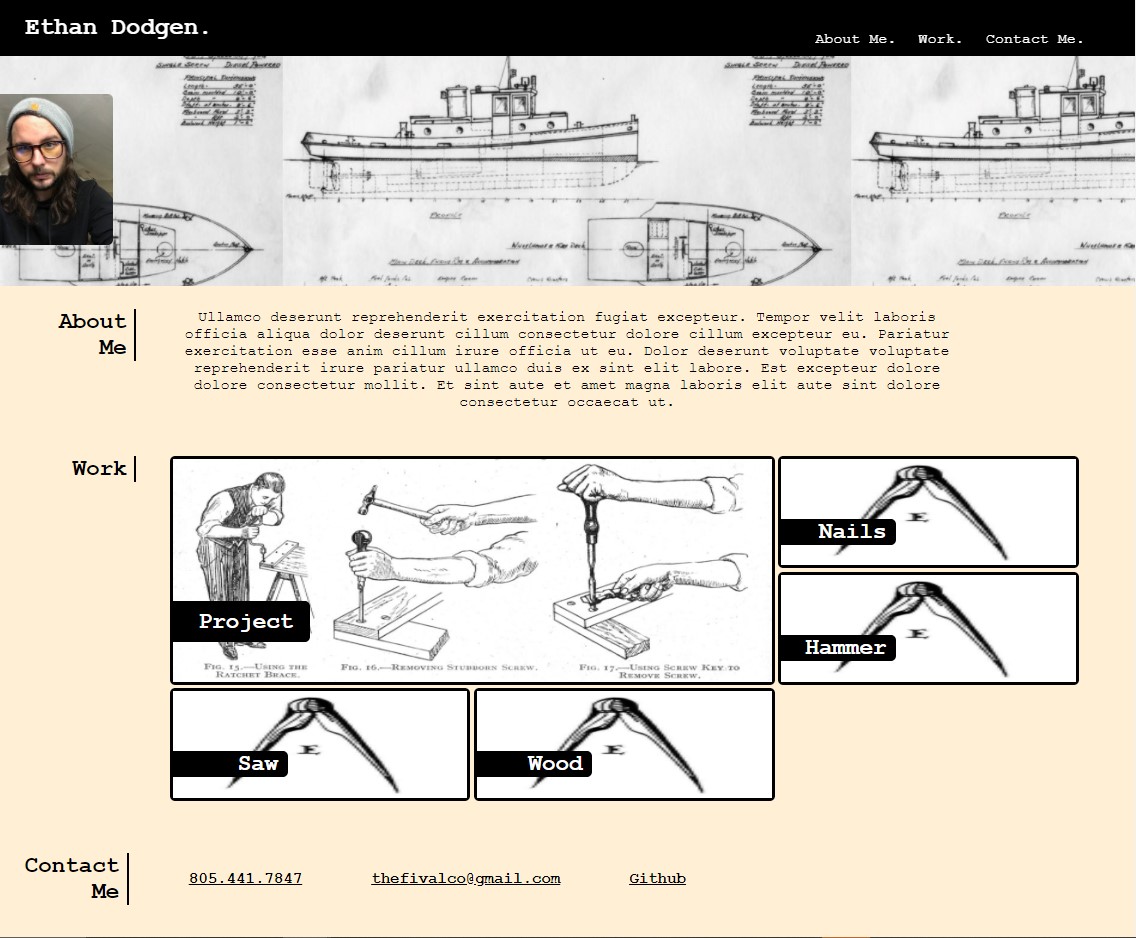 Ethan Dodgen.
About Me. Work. Contact Me.
About
Me
Ullamco deserunt reprehenderit exercitation fugiat excepteur. Tempor velit laboris
officia aliqua dolor deserunt cillum consectetur dolore cillum excepteur eu. Pariatur
exercitation esse anim cillum irure officia ut eu. Dolor deserunt voluptate voluptate
reprehenderit irure pariatur ullamco duis ex sint elit labore. Est excepteur dolore
dolore consectetur mollit. Et sint aute et amet magna laboris elit aute sint dolore
consectetur occaecat ut.
Work
Project
Fig. 15.—Using the
Ratchet Brace.
Fig. 16.—Removing Stubborn Screw.
Fig. 17.—Using Screw Key to
Remove Screw.
E
Nails
E
Hammer
E
Saw
E
Wood
Contact
Me
805.441.7847
thefivalco@gmail.com
Github